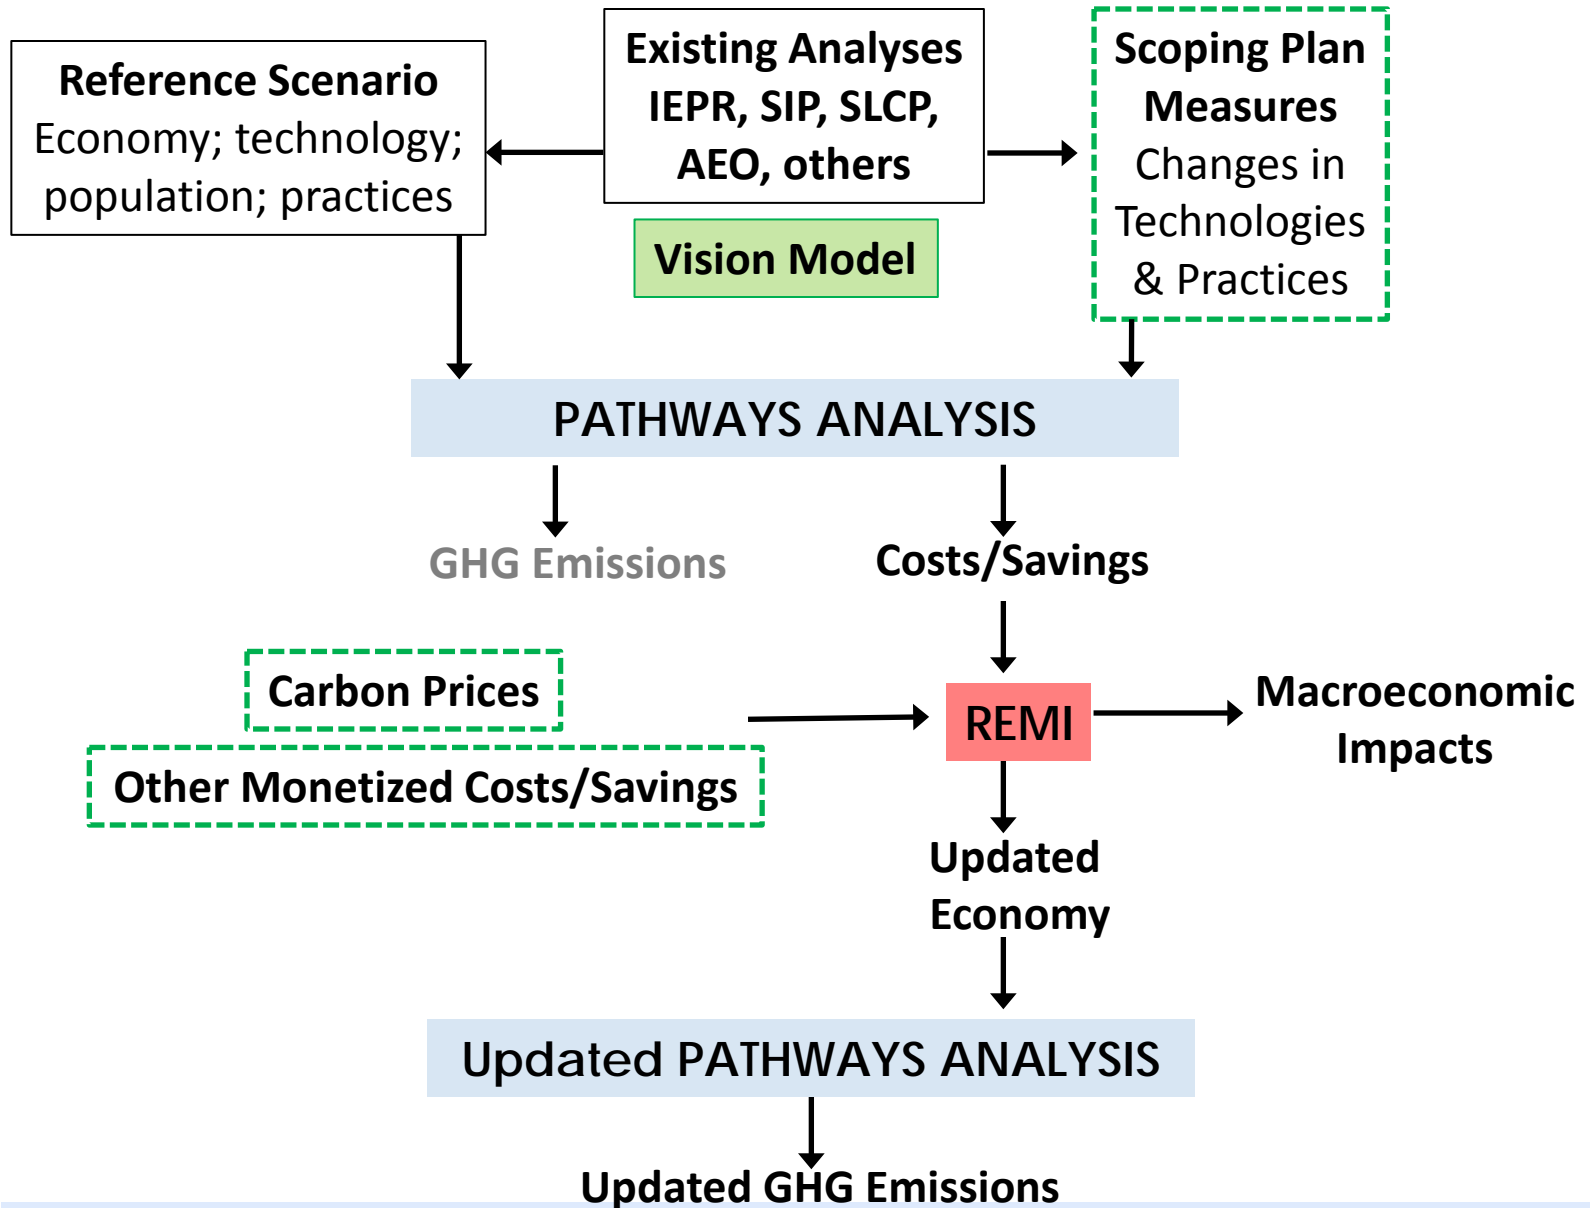 Reference Scenario
Economy; technology;
population; practices
Existing Analyses
IEPR, SIP, SLCP,
AEO, others
Vision Model
Scoping Plan
Measures
Changes in
Technologies
& Practices
PATHWAYS ANALYSIS
GHG Emissions
Costs/Savings
Carbon Prices
Other Monetized Costs/Savings
REMI
Macroeconomic
Impacts
Updated
Economy
Updated PATHWAYS ANALYSIS
Updated GHG Emissions